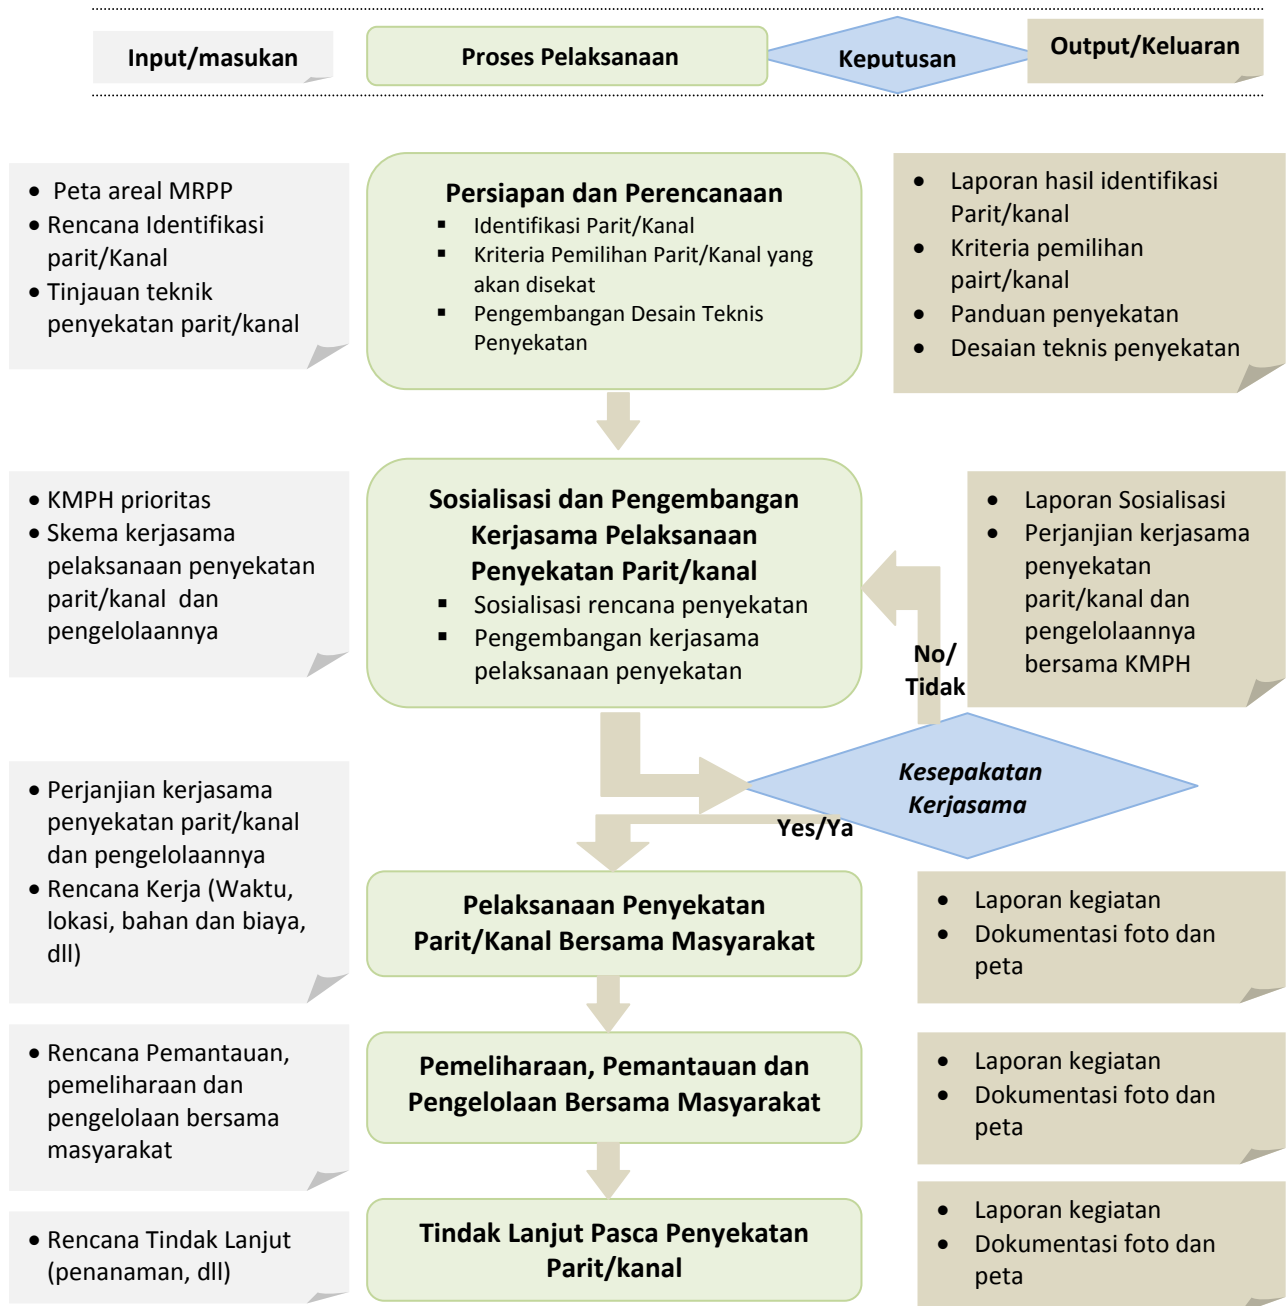 Input/masukan
Proses Pelaksanaan
Keputusan
Output/Keluaran
• Peta areal MRPP
• Rencana Identifikasi
parit/Kanal
• Tinjauan teknik
penyekatan parit/kanal
Persiapan dan Perencanaan
▪ Identifikasi Parit/Kanal
▪ Kriteria Pemilihan Parit/Kanal yang
akan disekat
▪ Pengembangan Desain Teknis
Penyekatan
• Laporan hasil identifikasi
Parit/kanal
• Kriteria pemilihan
pairt/kanal
• Panduan penyekatan
• Desaian teknis penyekatan
• KMPH prioritas
• Skema kerjasama
pelaksanaan penyekatan
parit/kanal dan
pengelolaannya
Sosialisasi dan Pengembangan
Kerjasama Pelaksanaan
Penyekatan Parit/kanal
▪ Sosialisasi rencana penyekatan
▪ Pengembangan kerjasama
pelaksanaan penyekatan
• Laporan Sosialisasi
• Perjanjian kerjasama
penyekatan
parit/kanal dan
pengelolaannya
bersama KMPH
No/
Tidak
Kesepakatan
Kerjasama
Yes/Ya
• Perjanjian kerjasama
penyekatan parit/kanal
dan pengelolaannya
• Rencana Kerja (Waktu,
lokasi, bahan dan biaya,
dll)
Pelaksanaan Penyekatan
Parit/Kanal Bersama Masyarakat
• Laporan kegiatan
• Dokumentasi foto dan
peta
• Rencana Pemantauan,
pemeliharaan dan
pengelolaan bersama
masyarakat
Pemeliharaan, Pemantauan dan
Pengelolaan Bersama Masyarakat
• Laporan kegiatan
• Dokumentasi foto dan
peta
• Rencana Tindak Lanjut
(penanaman, dll)
Tindak Lanjut Pasca Penyekatan
Parit/kanal
• Laporan kegiatan
• Dokumentasi foto dan
peta